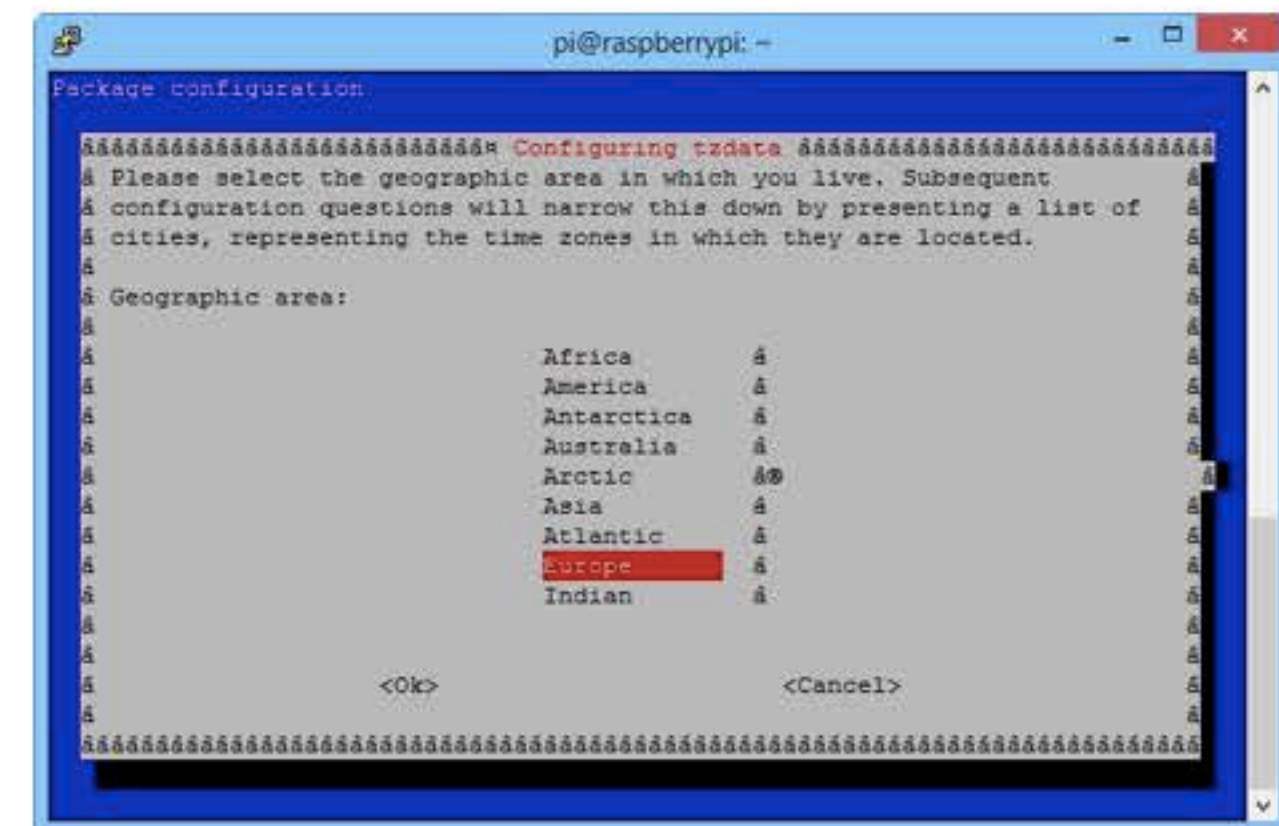 pi@raspberrypi: ~
Package configuration
Configuring tzdata
Please select the geographic area in which you live. Subsequent
configuration questions will narrow this down by presenting a list of
cities, representing the time zones in which they are located.
Geographic area:
Africa
America
Antarctica
Australia
Arctic
Asia
Atlantic
Europe
Indian
<Ok> <Cancel>